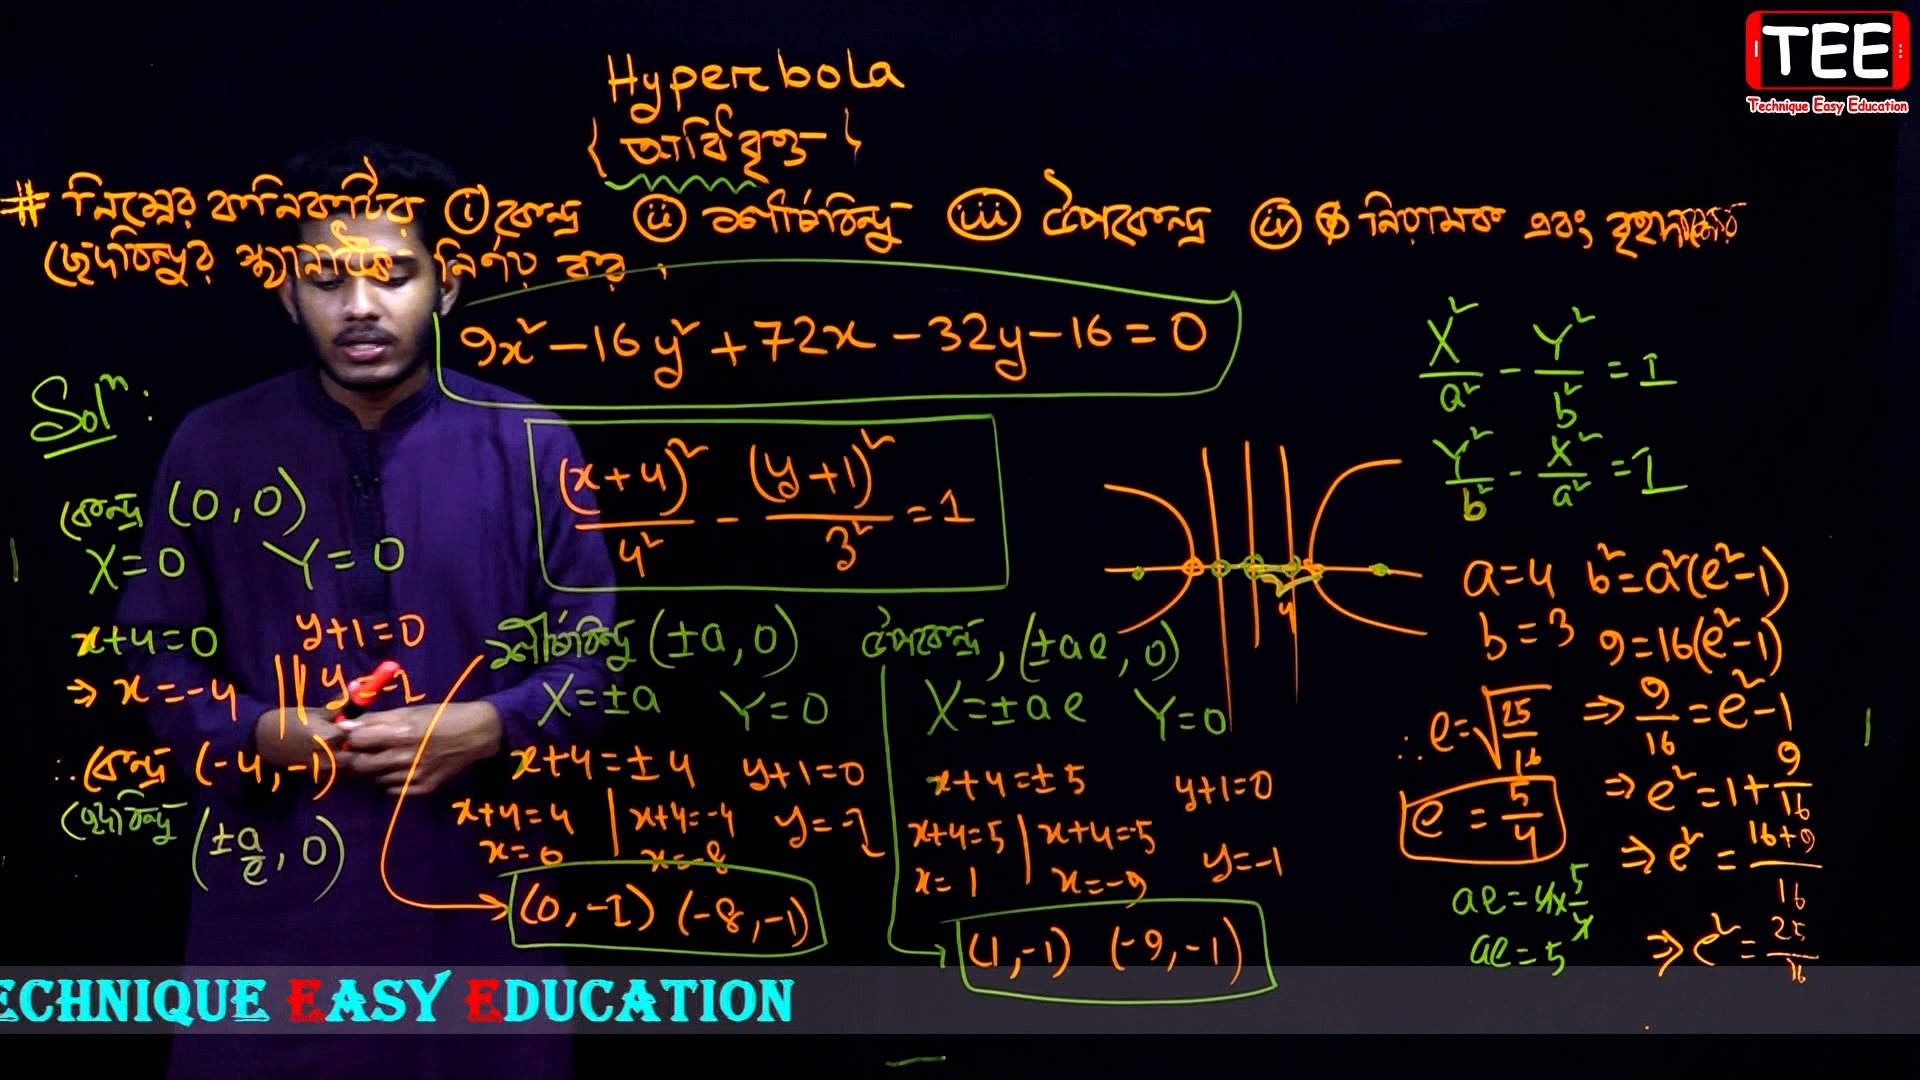 TEE
Technique Easy Education
Hyperbola
{ অধিবৃত্ত }
# নিম্নের কনিকটির (i) কেন্দ্র (ii) শীর্ষবিন্দু (iii) উপকেন্দ্র (iv) নিয়ামক এবং
ছেদবিন্দুর স্থানাঙ্ক নির্ণয় কর।
9x² − 16y² + 72x − 32y − 16 = 0
Solⁿ:
(x+4)²/4² − (y+1)²/3² = 1
X²/a² − Y²/b² = 1
Y²/b² − X²/a² = 1
কেন্দ্র (0, 0)
X = 0 Y = 0
x+4 = 0 y+1 = 0
⇒ x = −4 || y = −1
∴ কেন্দ্র (−4, −1)
ছেদবিন্দু (±a/e, 0)
শীর্ষবিন্দু (±a, 0)
X = ±a Y = 0
x+4 = ±4 y+1 = 0
x+4 = 4 | x+4 = −4 y = −1
x = 0 | x = −8
(0, −1) (−8, −1)
উপকেন্দ্র, (±ae, 0)
X = ±ae Y = 0
x+4 = ±5 y+1 = 0
x+4 = 5 | x+4 = −5
x = 1 | x = −9 y = −1
(1, −1) (−9, −1)
4
a = 4 b² = a²(e²−1)
b = 3 9 = 16(e²−1)
⇒ 9/16 = e²−1
⇒ e² = 1 + 9/16
⇒ e² = 16+9/16
⇒ e² = 25/16
∴ e = √25/16
e = 5/4
ae = 4×5/4
ae = 5
ECHNIQUE EASY EDUCATION